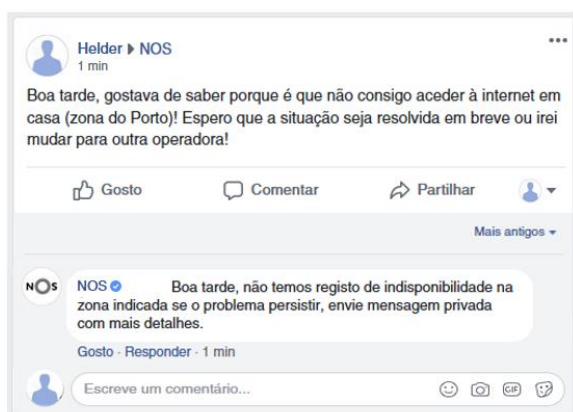 Helder ▶ NOS
1 min
Boa tarde, gostava de saber porque é que não consigo aceder à internet em
casa (zona do Porto)! Espero que a situação seja resolvida em breve ou irei
mudar para outra operadora!
Gosto Comentar Partilhar
Mais antigos
NOS NOS Boa tarde, não temos registo de indisponibilidade na
zona indicada se o problema persistir, envie mensagem privada
com mais detalhes.
Gosto · Responder · 1 min
Escreve um comentário... GIF